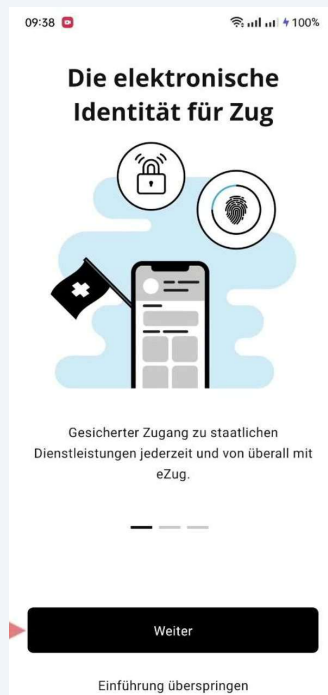 09:38
100%
Die elektronische
Identität für Zug
Gesicherter Zugang zu staatlichen
Dienstleistungen jederzeit und von überall mit
eZug.
Weiter
Einführung überspringen